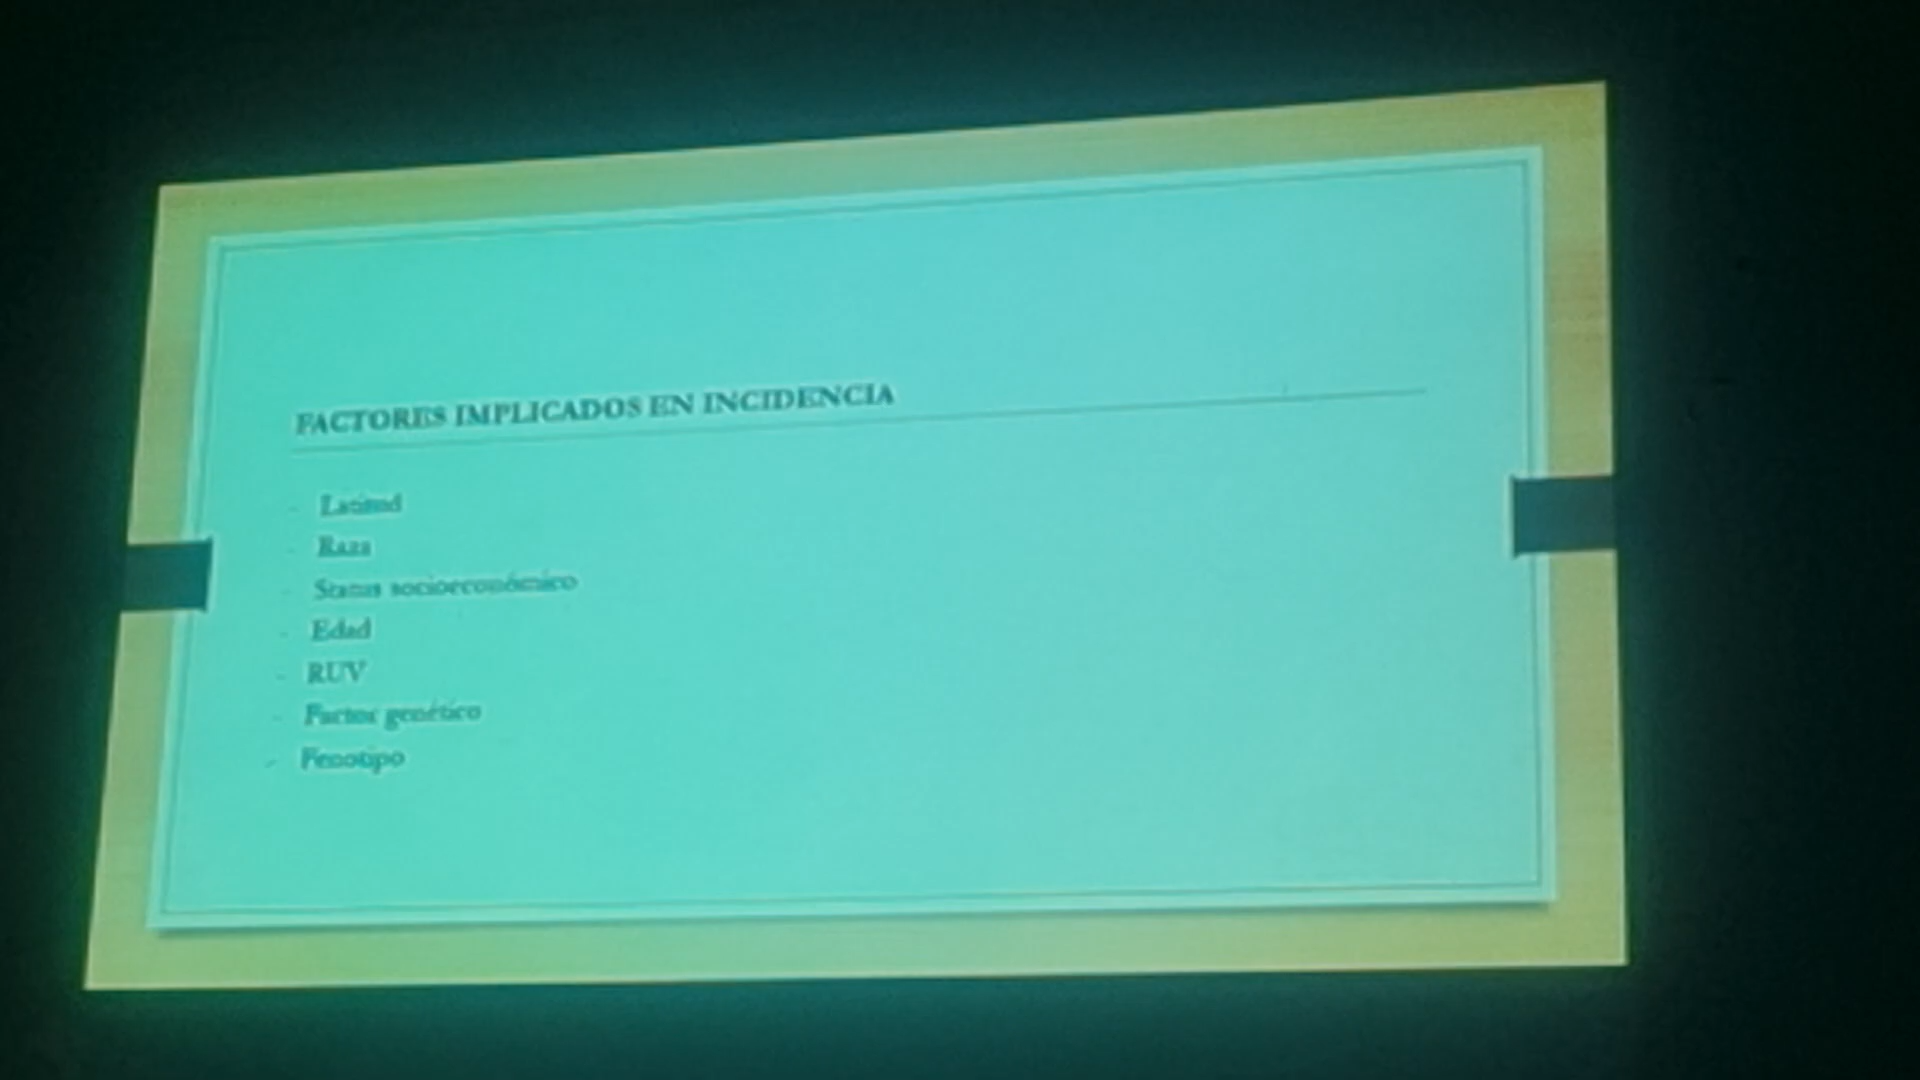 FACTORES IMPLICADOS EN INCIDENCIA
- Latitud
- Raza
- Status socioeconómico
- Edad
- RUV
- Factor genético
- Fenotipo